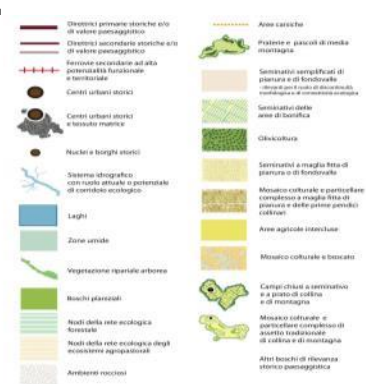 Direttrici primarie storiche e/o
di valore paesaggistico
Direttrici secondarie storiche e/o
di valore paesaggistico
Ferrovie secondarie ad alta
potenzialità funzionale
e territoriale
Centri urbani storici
Centri urbani storici
e tessuto matrice
Nuclei e borghi storici
Sistema idrografico
con ruolo attuale o potenziale
di corridoio ecologico
Laghi
Zone umide
Vegetazione ripariale arborea
Boschi planiziali
Nodi della rete ecologica
forestale
Nodi della rete ecologica degli
ecosistemi agropastorali
Ambienti rocciosi
Aree carsiche
Praterie e pascoli di media
montagna
Seminativi semplificati di
pianura e di fondovalle
Seminativi delle
aree di bonifica
Olivicoltura
Seminativi a maglia fitta di
pianura o di fondovalle
Mosaico colturale e particellare
complesso a maglia fitta di
pianura e delle prime pendici
collinari
Aree agricole intercluse
Mosaico colturale e boscato
Campi chiusi a seminativo
e a prato di collina
e di montagna
Mosaico colturale e
particellare complesso di
assetto tradizionale
di collina e di montagna
Altri boschi di rilevanza
storico paesaggistica